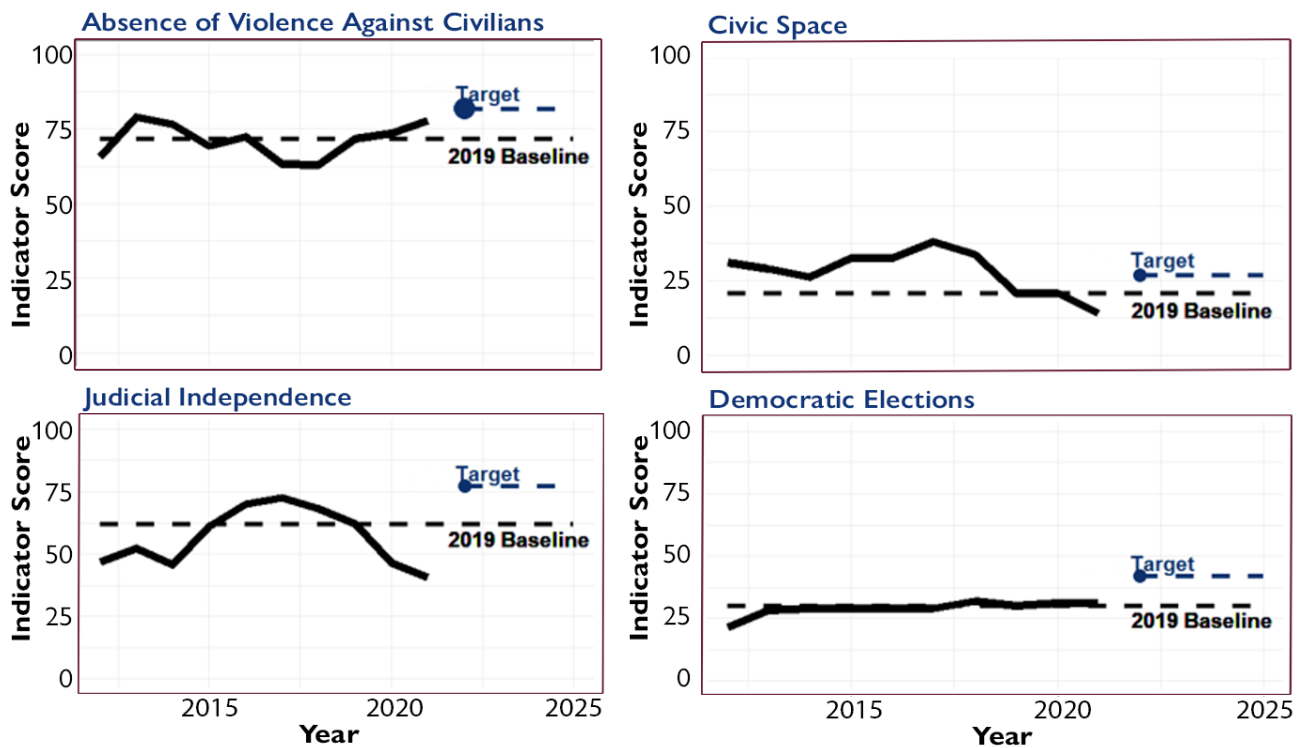 Absence of Violence Against Civilians
Indicator Score
100
75
50
25
0
Target
2019 Baseline
Civic Space
Indicator Score
100
75
50
25
0
Target
2019 Baseline
Judicial Independence
Indicator Score
100
75
50
25
0
Target
2019 Baseline
2015 2020 2025
Year
Democratic Elections
Indicator Score
100
75
50
25
0
Target
2019 Baseline
2015 2020 2025
Year